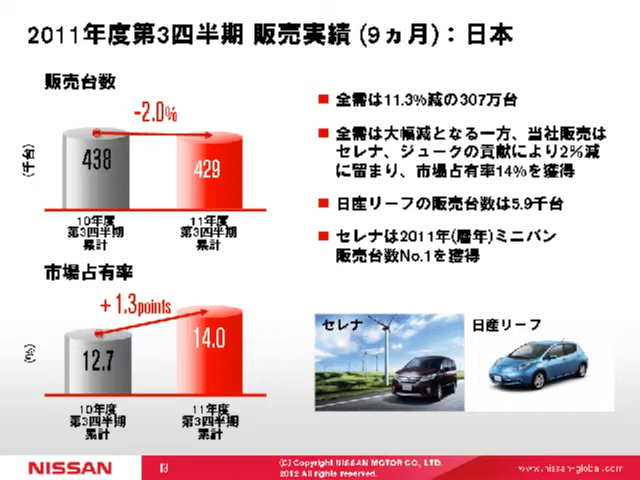 2011年度第3四半期 販売実績 (9ヵ月)：日本
販売台数
(千台)
-2.0%
438
429
10年度
第3四半期
累計
11年度
第3四半期
累計
市場占有率
(%)
+1.3points
12.7
14.0
10年度
第3四半期
累計
11年度
第3四半期
累計
■ 全需は11.3%減の307万台
■ 全需は大幅減となる一方、当社販売は
セレナ、ジュークの貢献により2%減
に留まり、市場占有率14%を獲得
■ 日産リーフの販売台数は5.9千台
■ セレナは2011年(暦年)ミニバン
販売台数No.1を獲得
セレナ
日産リーフ
NISSAN
(C) Copyright NISSAN MOTOR CO., LTD.
2012 All rights reserved.
www.nissan-global.com